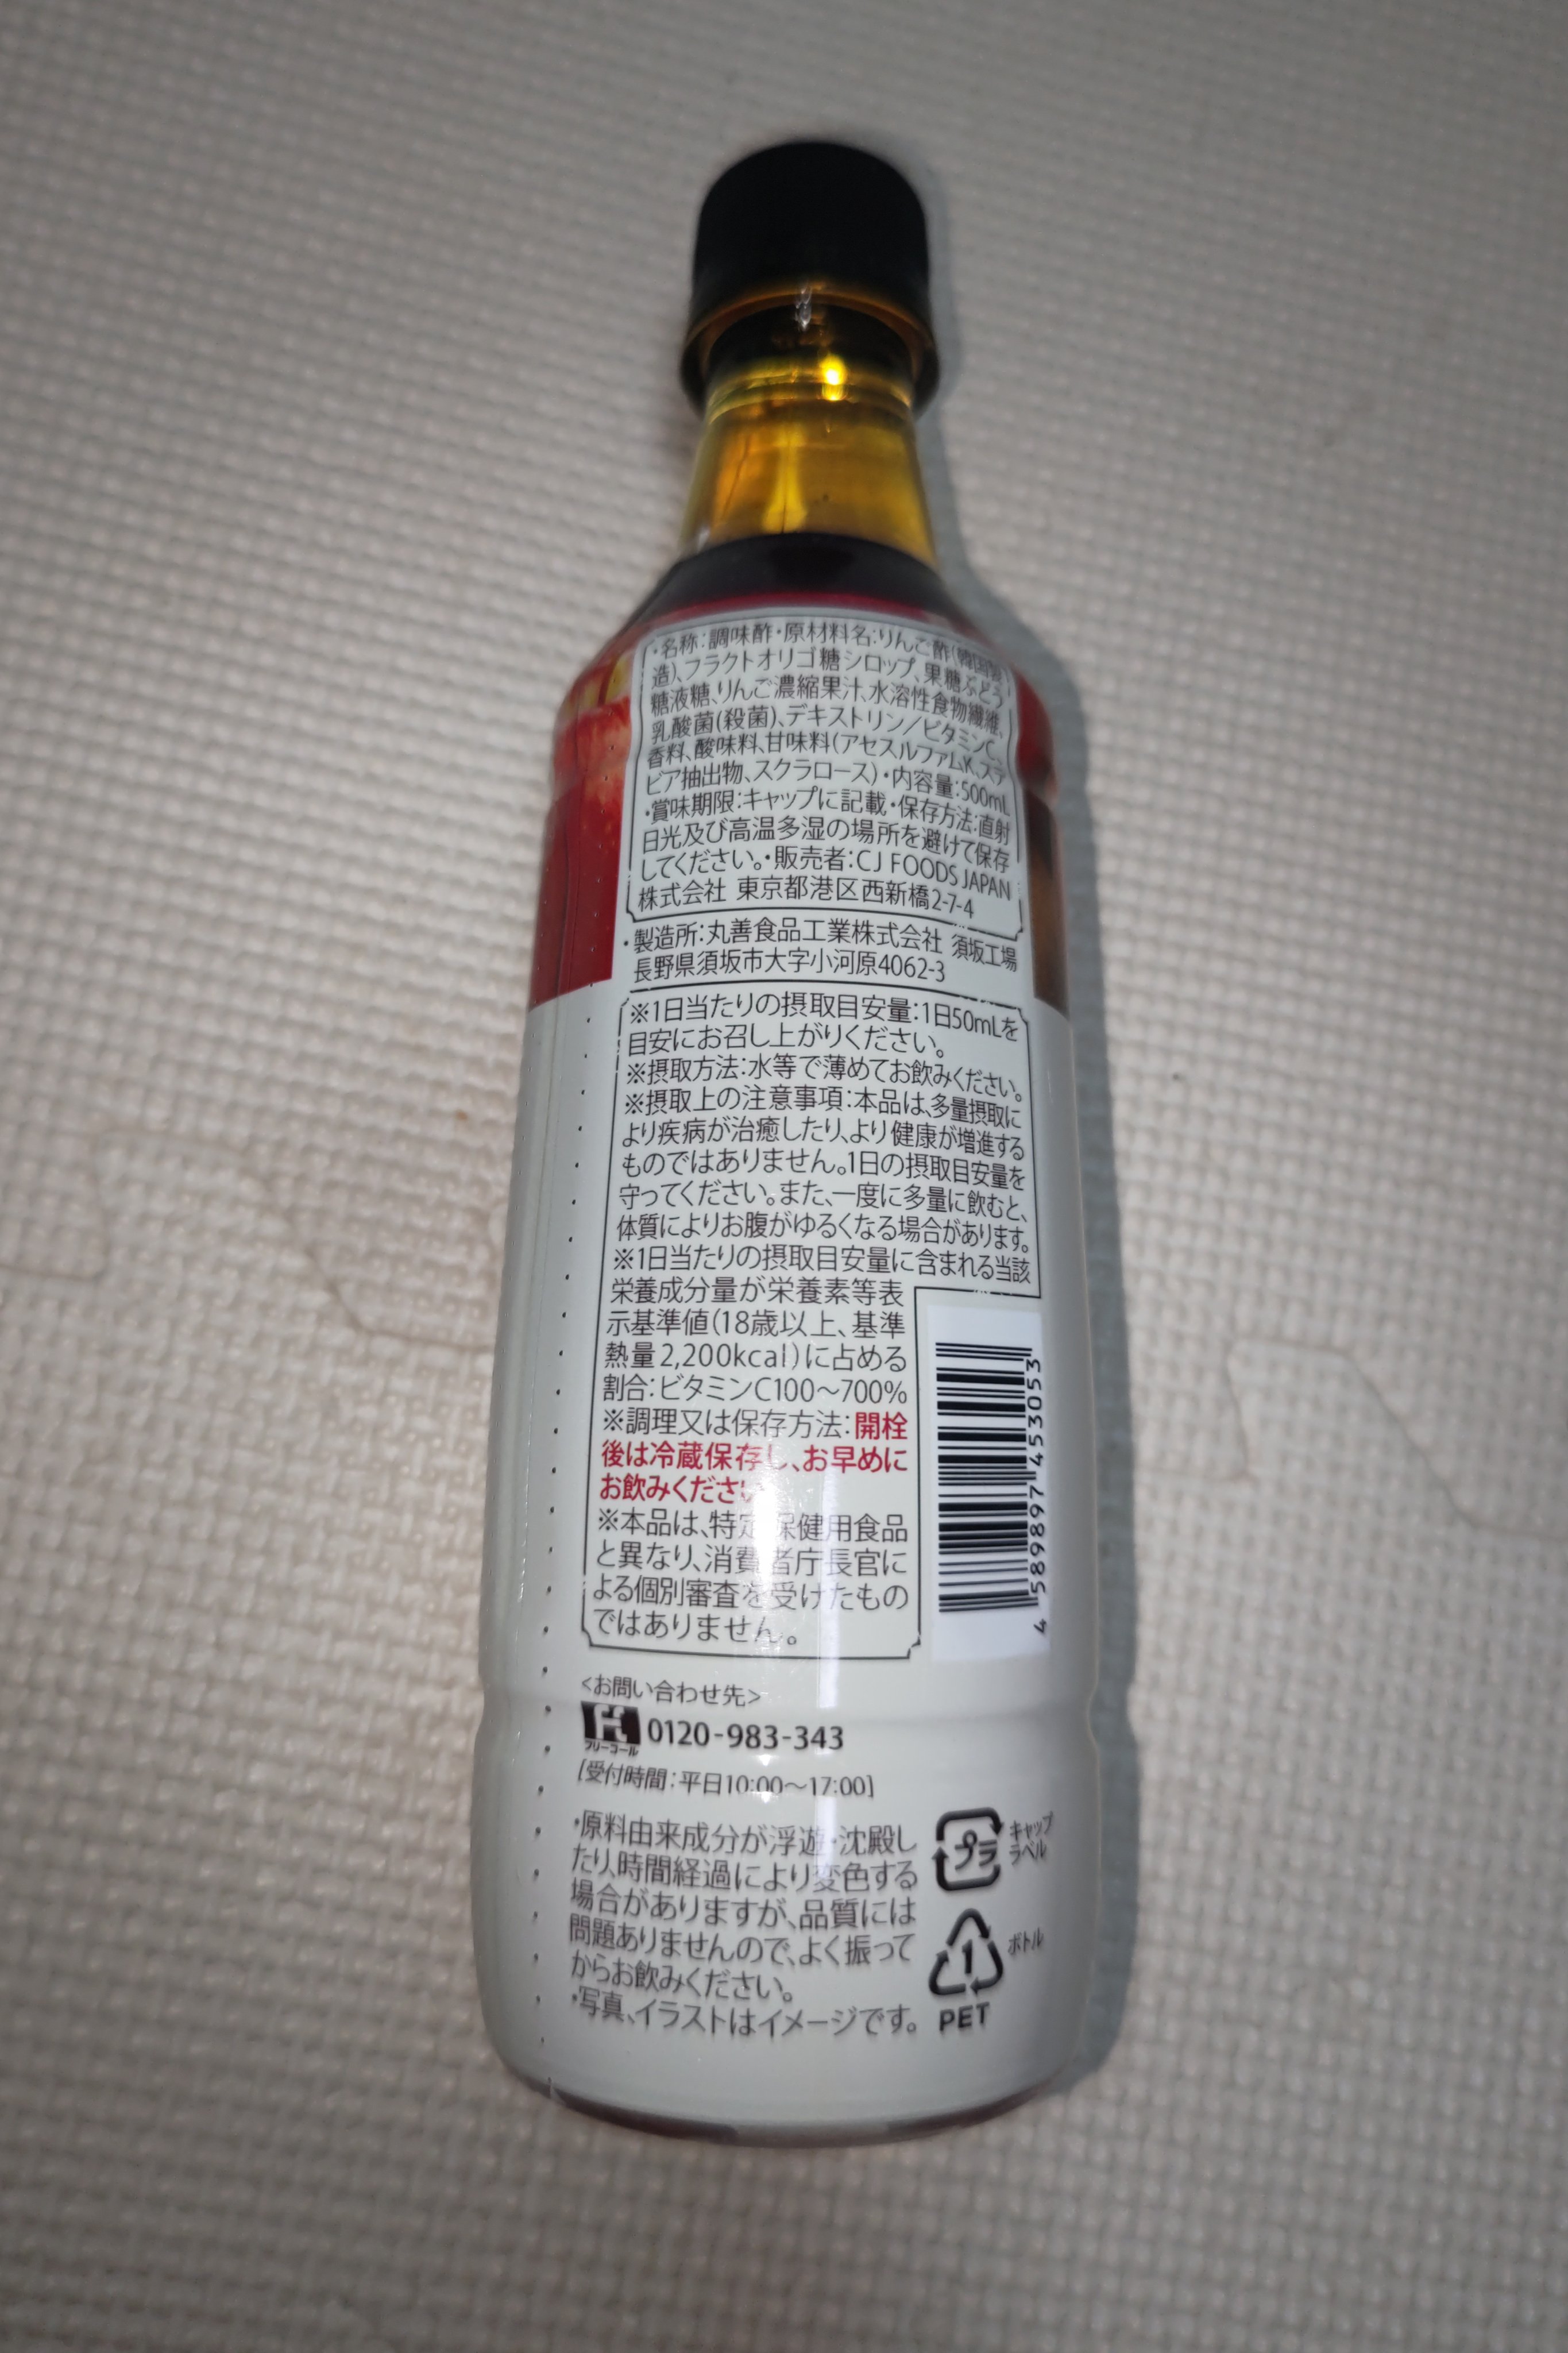 ・名称:調味酢・原材料名:りんご酢(韓国製
造)、フラクトオリゴ糖シロップ、果糖ぶどう
糖液糖、りんご濃縮果汁、水溶性食物繊維、
乳酸菌(殺菌)、デキストリン/ビタミンC、
香料、酸味料、甘味料(アセスルファムK、ステ
ビア抽出物、スクラロース)・内容量:500mL
・賞味期限:キャップに記載・保存方法:直射
日光及び高温多湿の場所を避けて保存
してください。・販売者:CJ FOODS JAPAN
株式会社 東京都港区西新橋2-7-4
・製造所:丸善食品工業株式会社 須坂工場
長野県須坂市大字小河原4062-3
※1日当たりの摂取目安量:1日50mLを
目安にお召し上がりください。
※摂取方法:水等で薄めてお飲みください。
※摂取上の注意事項:本品は、多量摂取に
より疾病が治癒したり、より健康が増進する
ものではありません。1日の摂取目安量を
守ってください。また、一度に多量に飲むと、
体質によりお腹がゆるくなる場合があります。
※1日当たりの摂取目安量に含まれる当該
栄養成分量が栄養素等表
示基準値(18歳以上、基準
熱量2,200kcal)に占める
割合:ビタミンC100~700%
※調理又は保存方法:開栓
後は冷蔵保存し、お早めに
お飲みください
※本品は、特定保健用食品
と異なり、消費者庁長官に
よる個別審査を受けたもの
ではありません。
4 589897 453053
<お問い合わせ先>
フリーコール 0120-983-343
[受付時間:平日10:00~17:00]
・原料由来成分が浮遊・沈殿し
たり、時間経過により変色する
場合がありますが、品質には
問題ありませんので、よく振って
からお飲みください。
・写真、イラストはイメージです。
プラ キャップ
ラベル
1 ボトル
PET